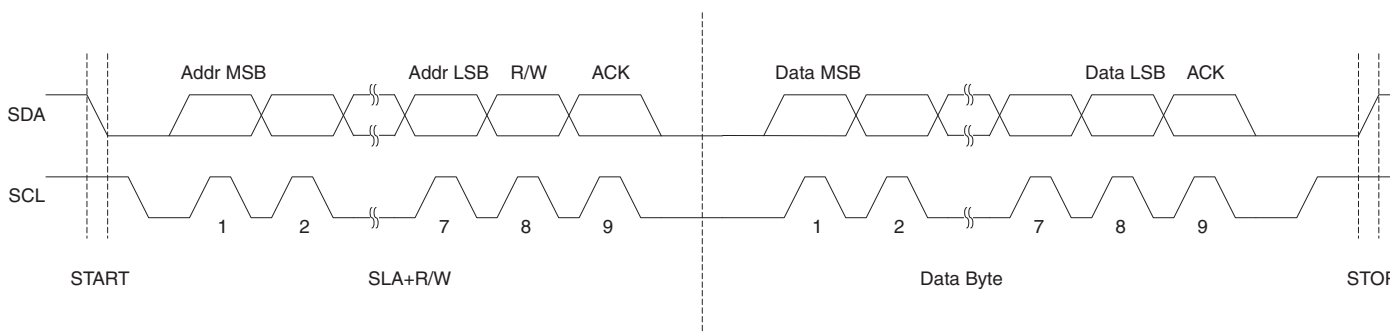 Addr MSB Addr LSB R/W ACK Data MSB Data LSB ACK
SDA
SCL
1 2 7 8 9 1 2 7 8 9
START SLA+R/W Data Byte STOP